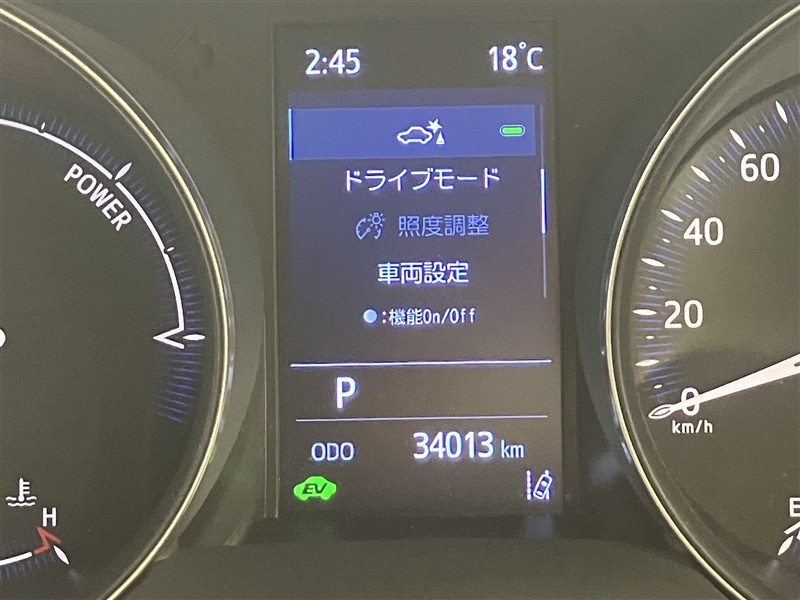 2:45 18°C
ドライブモード
照度調整
車両設定
●:機能On/Off
P
ODO 34013 km
EV
POWER
H
60
40
20
0
km/h
E